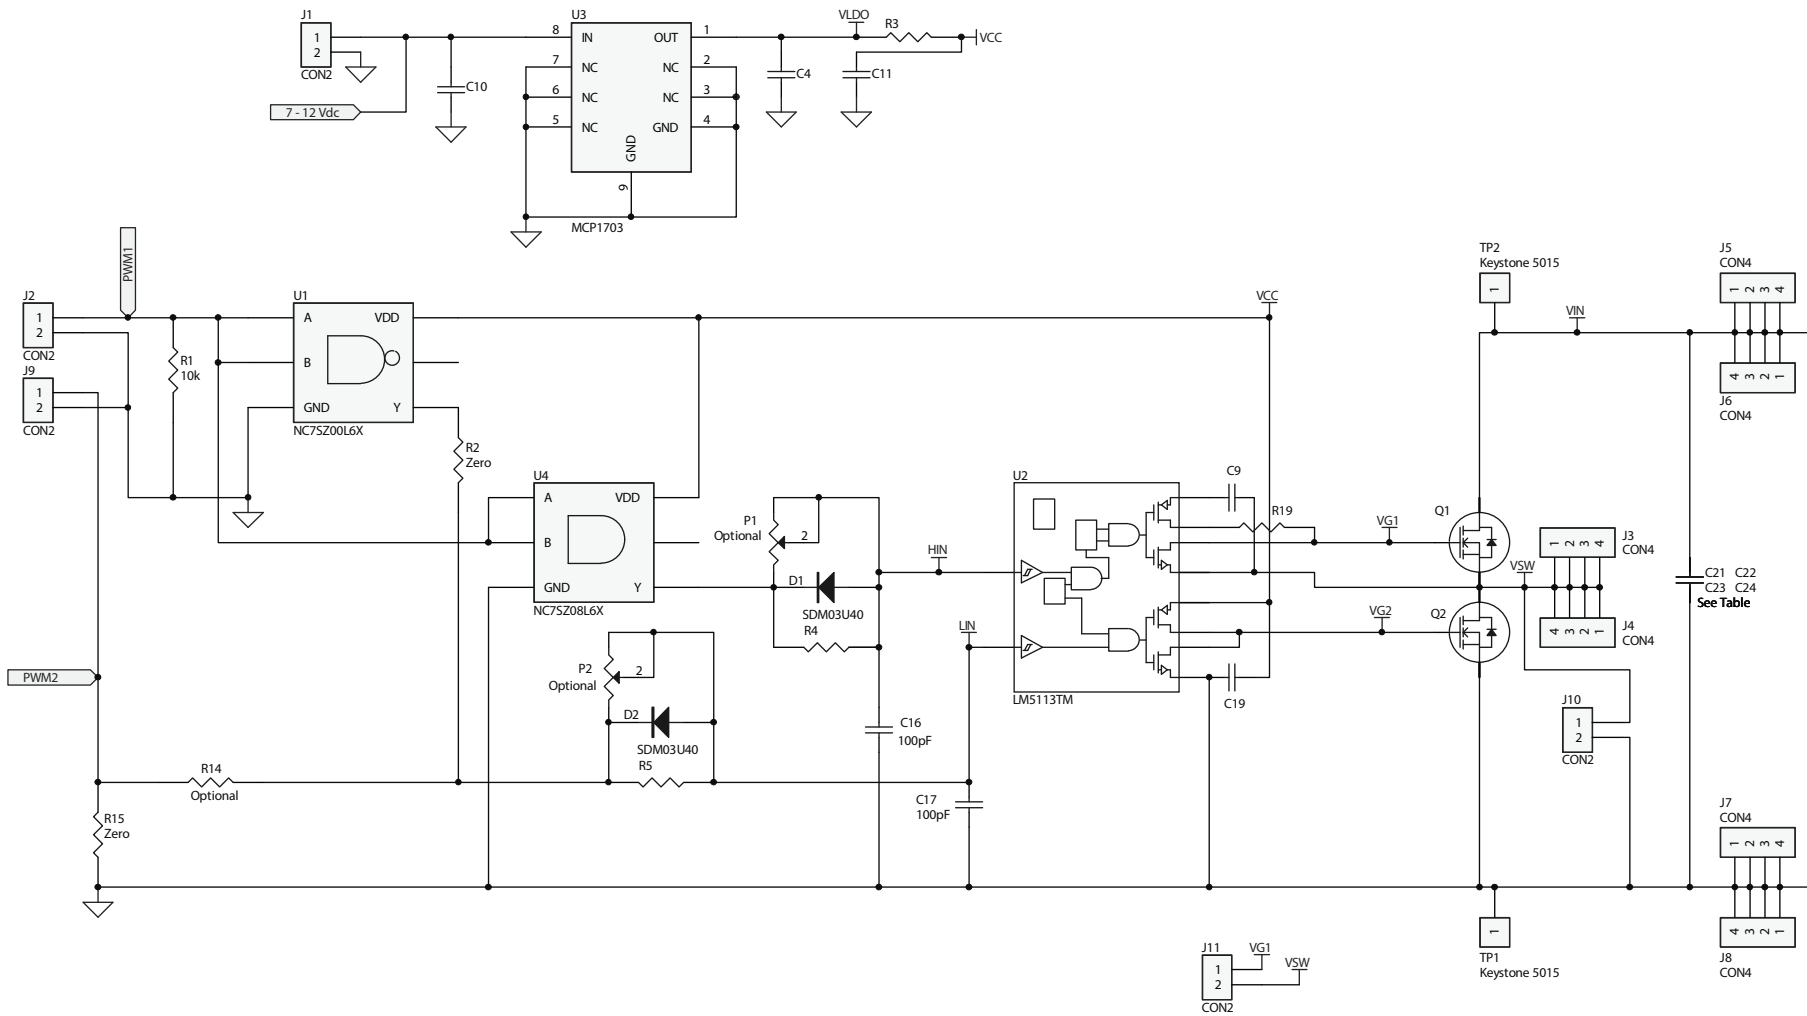 J1
1
2
CON2
7 - 12 Vdc
C10
U3
8 IN OUT 1
7 NC NC 2
6 NC NC 3
5 NC GND 4
GND
9
MCP1703
VLDO
R3
VCC
C4
C11
PWM1
J2
1
2
CON2
J9
1
2
CON2
R1
10k
U1
A VDD
B
GND Y
NC7SZ00L6X
R2
Zero
U4
A VDD
B
GND Y
NC7SZ08L6X
P1
Optional
2
D1
SDM03U40
R4
P2
Optional
2
D2
SDM03U40
R5
PWM2
R14
Optional
R15
Zero
C16
100pF
C17
100pF
HIN
LIN
U2
LM5113TM
C9
R19
C19
VCC
VG1
VG2
Q1
Q2
VSW
TP2
Keystone 5015
1
VIN
J5
CON4
1 2 3 4
4 3 2 1
J6
CON4
1 2 3 4
J3
CON4
4 3 2 1
J4
CON4
C21 C22
C23 C24
See Table
J10
1
2
CON2
J7
CON4
1 2 3 4
4 3 2 1
J8
CON4
1
TP1
Keystone 5015
J11
1
2
CON2
VG1
VSW